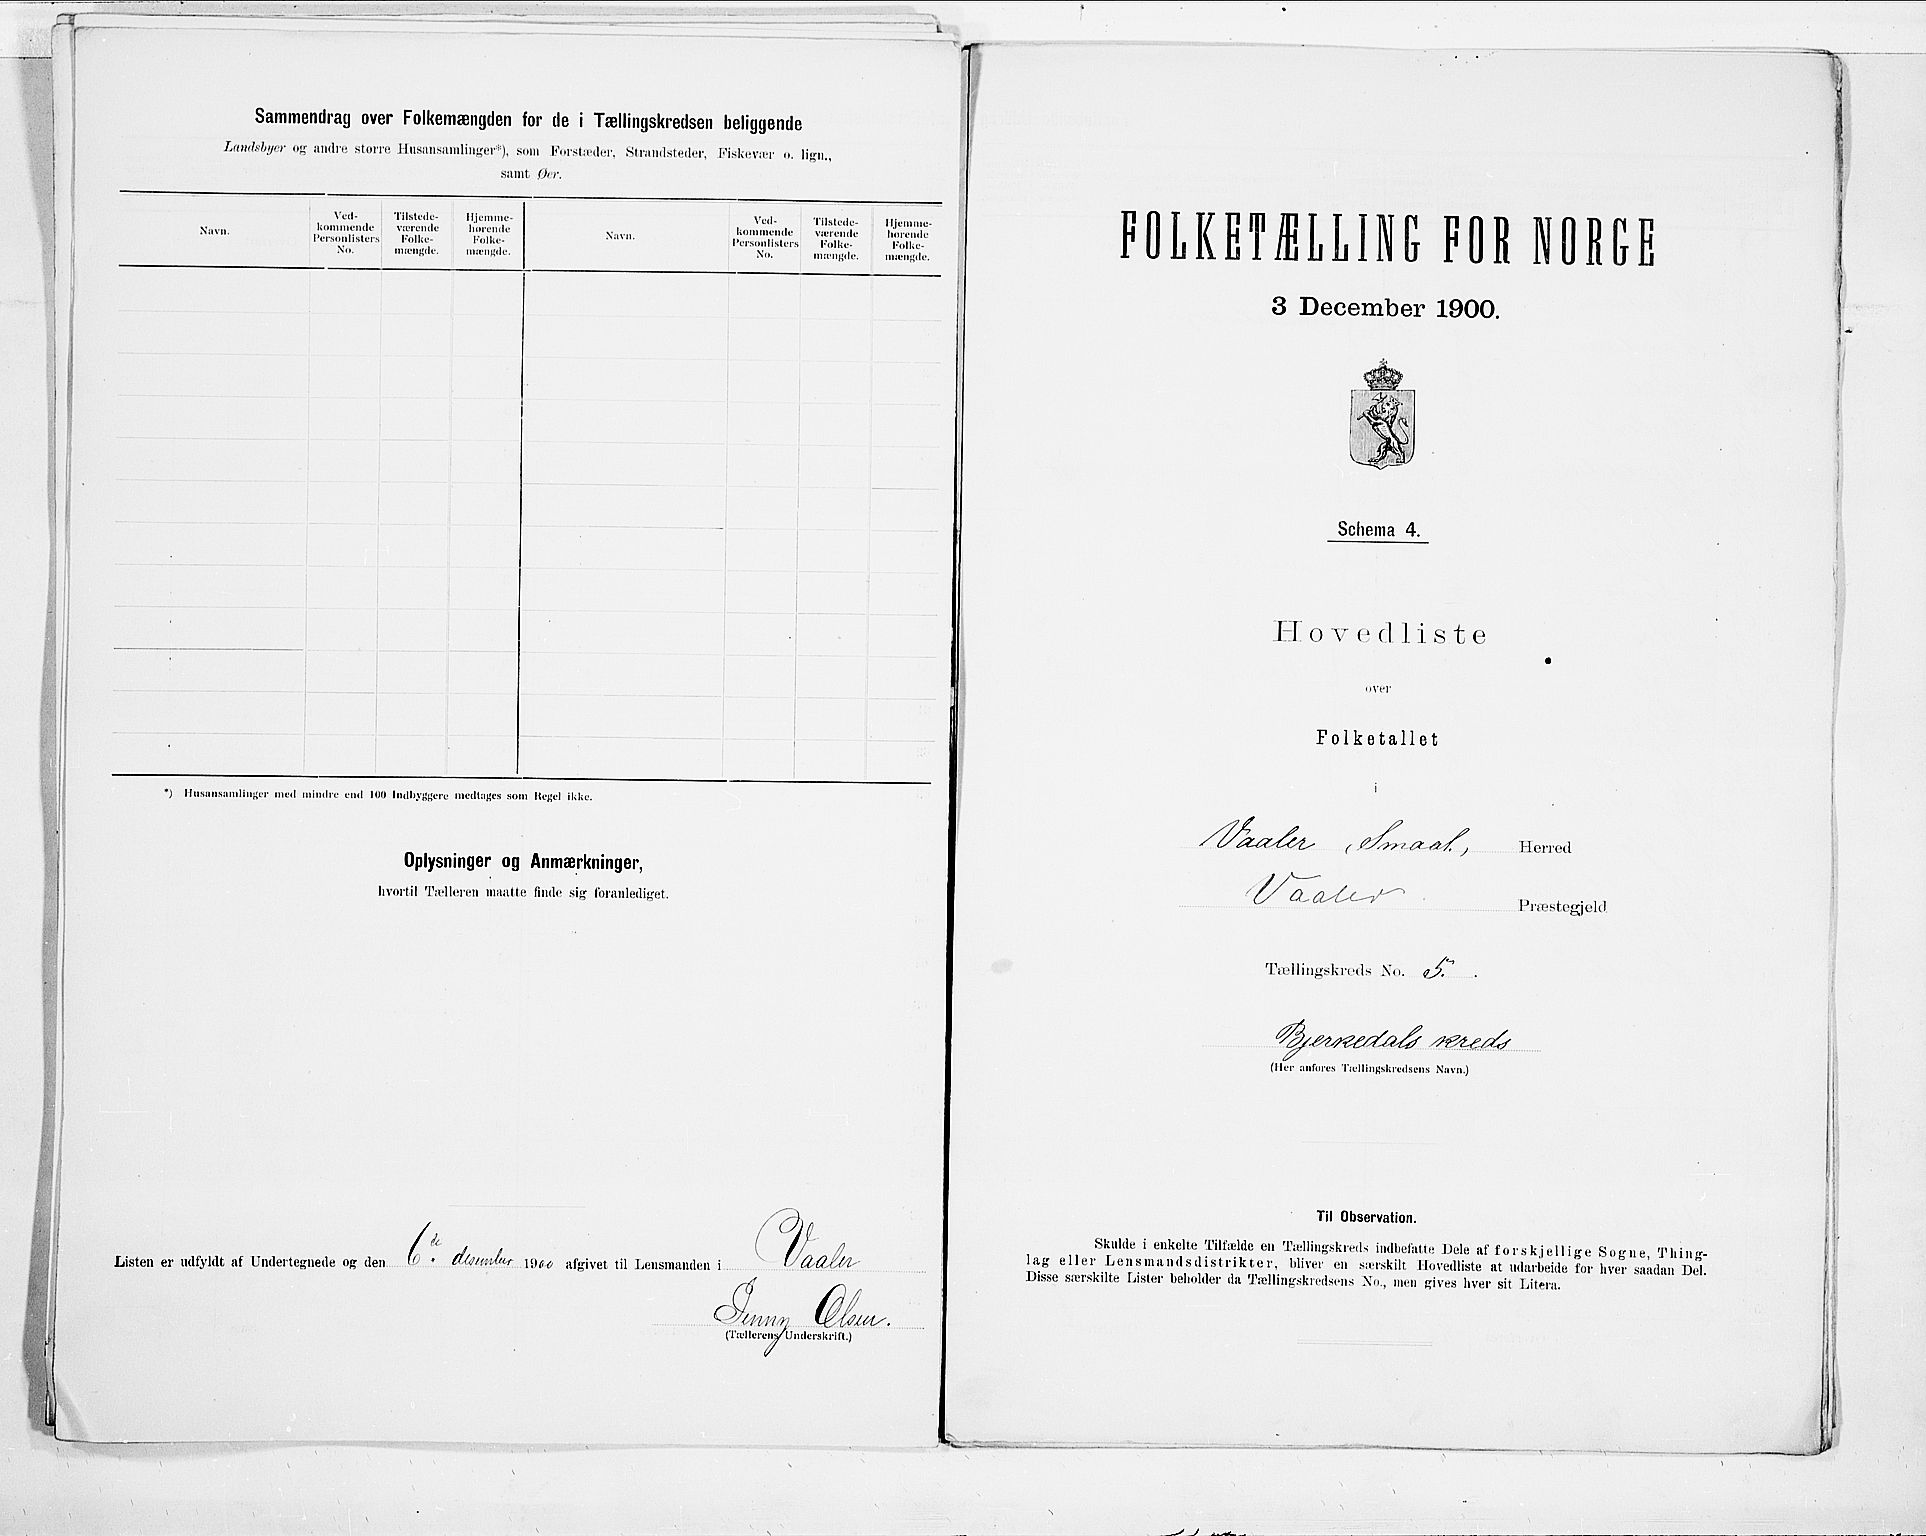 Sammendrag over Folkemængden for de i Tællingskredsen beliggende
Landsbyer og andre større Husansamlinger*), som Forstæder, Strandsteder, Fiskevær o. lign.,
samt Øer.
Navn.
Ved-
kommende
Personlisters
No.
Tilstede-
værende
Folke-
mængde.
Hjemme-
hørende
Folke-
mængde.
Navn.
Ved-
kommende
Personlisters
No.
Tilstede-
værende
Folke-
mængde.
Hjemme-
hørende
Folke-
mængde.
*) Husansamlinger med mindre end 100 Indbyggere medtages som Regel ikke.
Oplysninger og Anmærkninger,
hvortil Tælleren maatte finde sig foranlediget.
Listen er udfyldt af Undertegnede og den 6de desember 1900 afgivet til Lensmanden i Vaaler
Jenny Olsen.
(Tællerens Underskrift.)
FOLKETÆLLING FOR NORGE
3 December 1900.
Schema 4.
Hovedliste
over
Folketallet
i
Vaaler, Smaal, Herred
Vaaler Præstegjeld
Tællingskreds No. 5.
Bjerkedals kreds
(Her anføres Tællingskredsens Navn.)
Til Observation.
Skulde i enkelte Tilfælde en Tællingskreds indbefatte Dele af forskjellige Sogne, Thing-
lag eller Lensmandsdistrikter, bliver en særskilt Hovedliste at udarbeide for hver saadan Del.
Disse særskilte Lister beholder da Tællingskredsens No., men gives hver sit Litera.